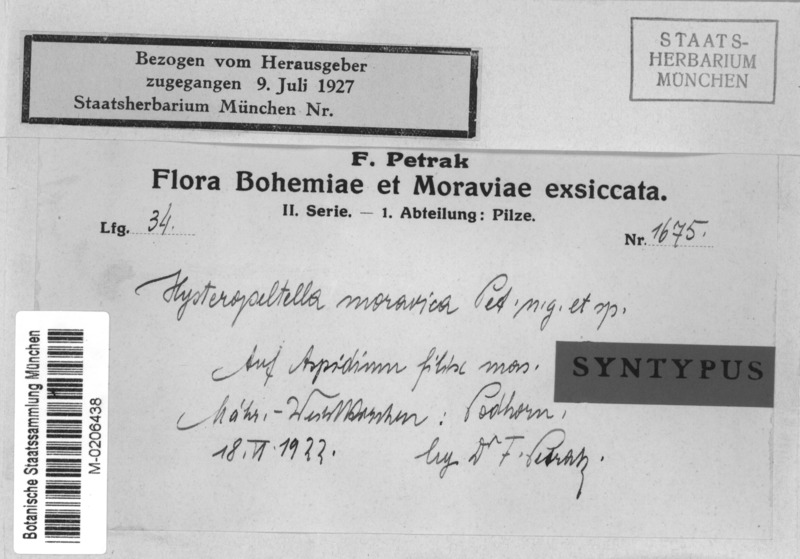 Bezogen vom Herausgeber
zugegangen 9. Juli 1927
Staatsherbarium München Nr.
STAATS-
HERBARIUM
MÜNCHEN
F. Petrak
Flora Bohemiae et Moraviae exsiccata.
II. Serie. — 1. Abteilung: Pilze.
Lfg. 34.
Nr. 1675.
Hysteropeltella moravica Pet. n. g. et sp.
Auf Aspidium filix mas.
SYNTYPUS
Mähr.-Weisskirchen: Podhorn.
18. VI. 1922. lg. Dr F. Petrak.
Botanische Staatssammlung München
M-0206438